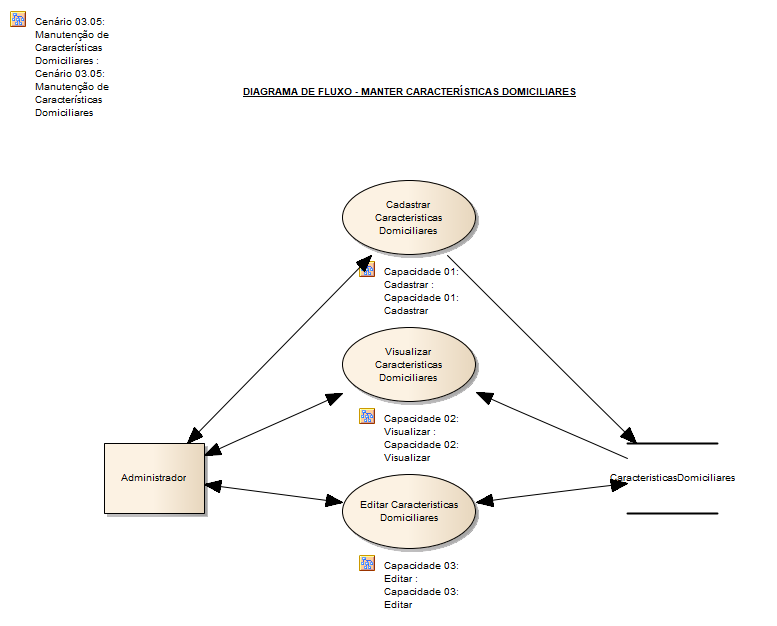 Cenário 03.05:
Manutenção de
Características
Domiciliares :
Cenário 03.05:
Manutenção de
Características
Domiciliares
DIAGRAMA DE FLUXO - MANTER CARACTERÍSTICAS DOMICILIARES
Cadastrar
Caracteristicas
Domiciliares
Capacidade 01:
Cadastrar :
Capacidade 01:
Cadastrar
Visualizar
Caracteristicas
Domiciliares
Capacidade 02:
Visualizar :
Capacidade 02:
Visualizar
Administrador
CaracteristicasDomiciliares
Editar Caracteristicas
Domiciliares
Capacidade 03:
Editar :
Capacidade 03:
Editar